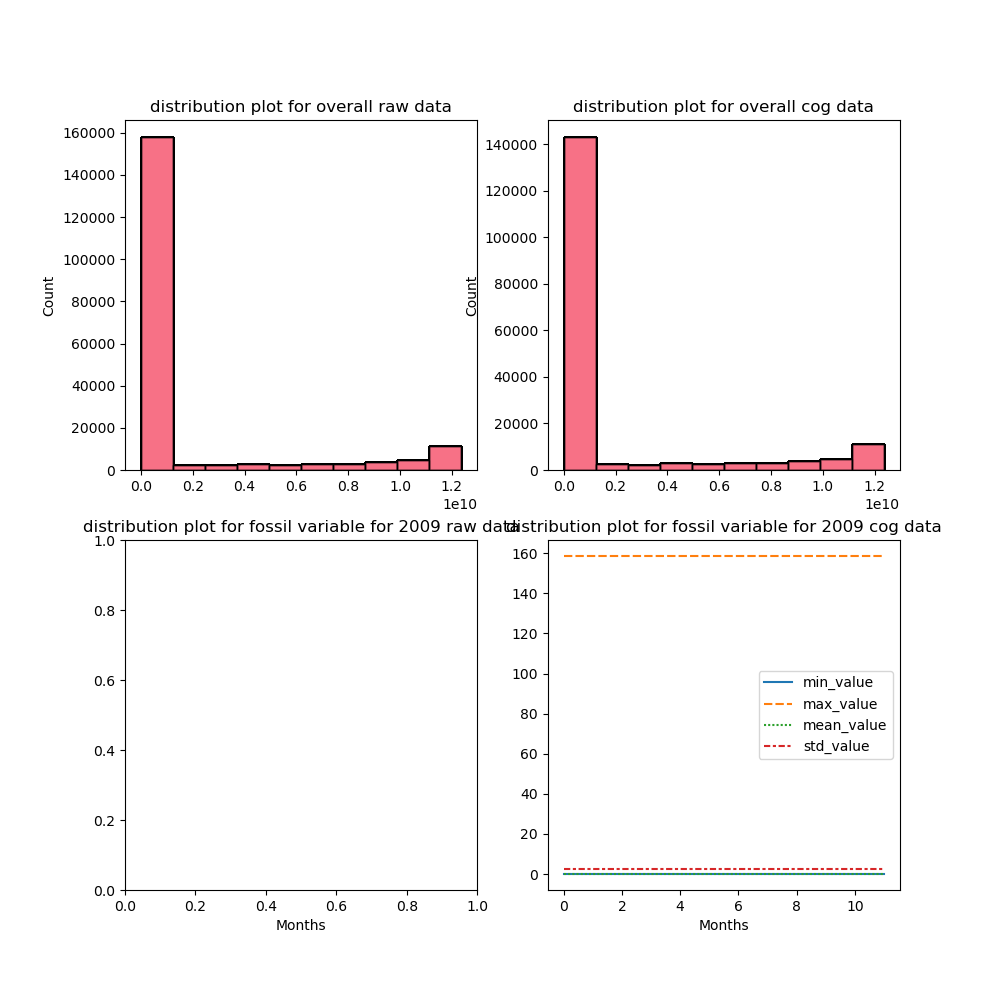 distribution plot for overall raw data
160000
140000
120000
100000
80000
60000
40000
20000
0
Count
0.0 0.2 0.4 0.6 0.8 1.0 1.2
1e10
distribution plot for overall cog data
140000
120000
100000
80000
60000
40000
20000
0
Count
0.0 0.2 0.4 0.6 0.8 1.0 1.2
1e10
distribution plot for fossil variable for 2009 raw data
1.0
0.8
0.6
0.4
0.2
0.0
0.0 0.2 0.4 0.6 0.8 1.0
Months
distribution plot for fossil variable for 2009 cog data
160
140
120
100
80
60
40
20
0
min_value
max_value
mean_value
std_value
0 2 4 6 8 10
Months